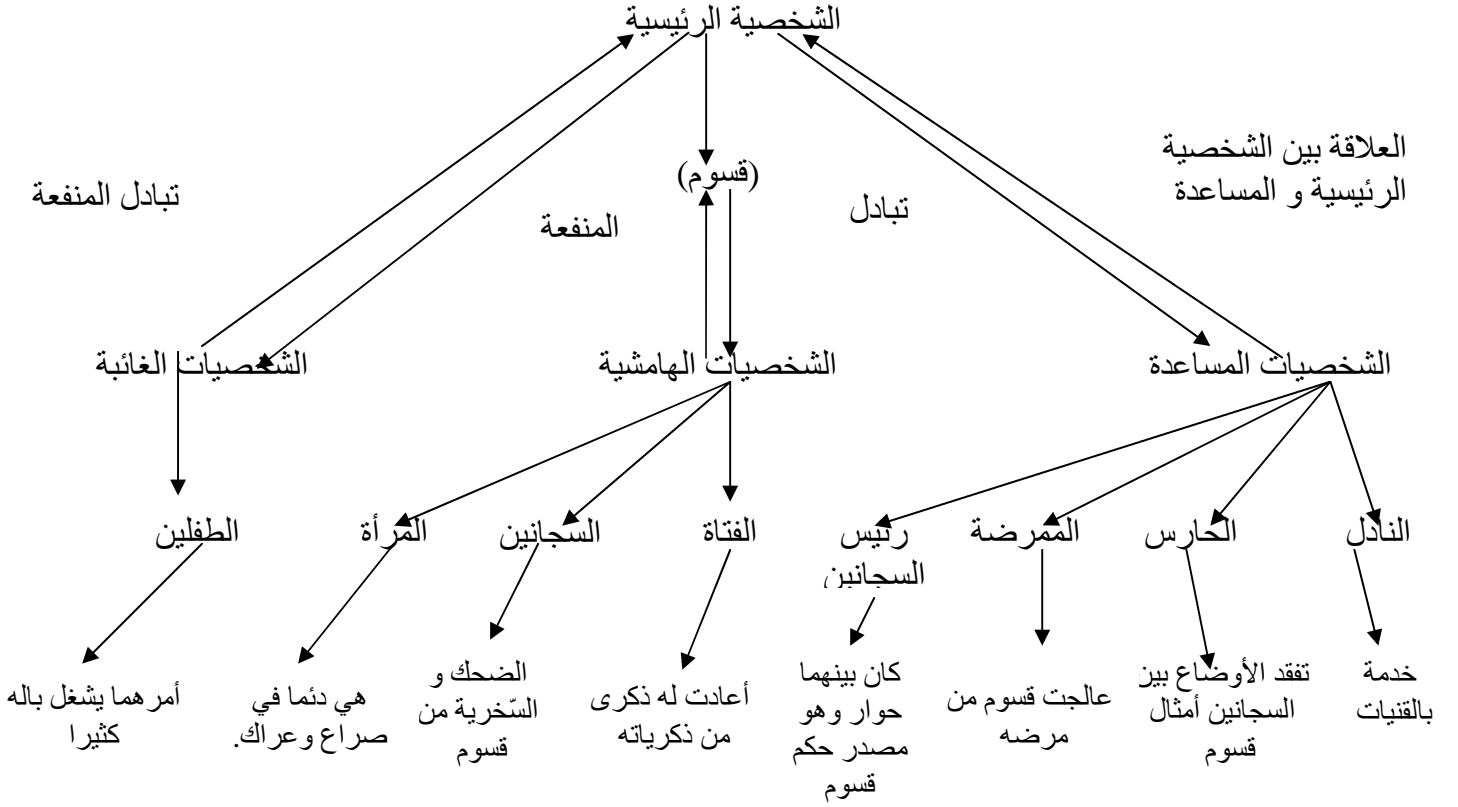 الشخصية الرئيسية
العلاقة بين الشخصية
الرئيسية و المساعدة
(قسوم)
تبادل
المنفعة
تبادل المنفعة
الشخصيات المساعدة
الشخصيات الهامشية
الشخصيات الغائبة
النادل
الحارس
الممرضة
رئيس
السجانين
الفتاة
السجانين
المرأة
الطفلين
خدمة
بالقنيات
تفقد الأوضاع بين
السجانين أمثال
قسوم
عالجت قسوم من
مرضه
كان بينهما
حوار وهو
مصدر حكم
قسوم
أعادت له ذكرى
من ذكرياته
الضحك و
السّخرية من
قسوم
هي دئما في
صراع وعراك.
أمرهما يشغل باله
كثيرا